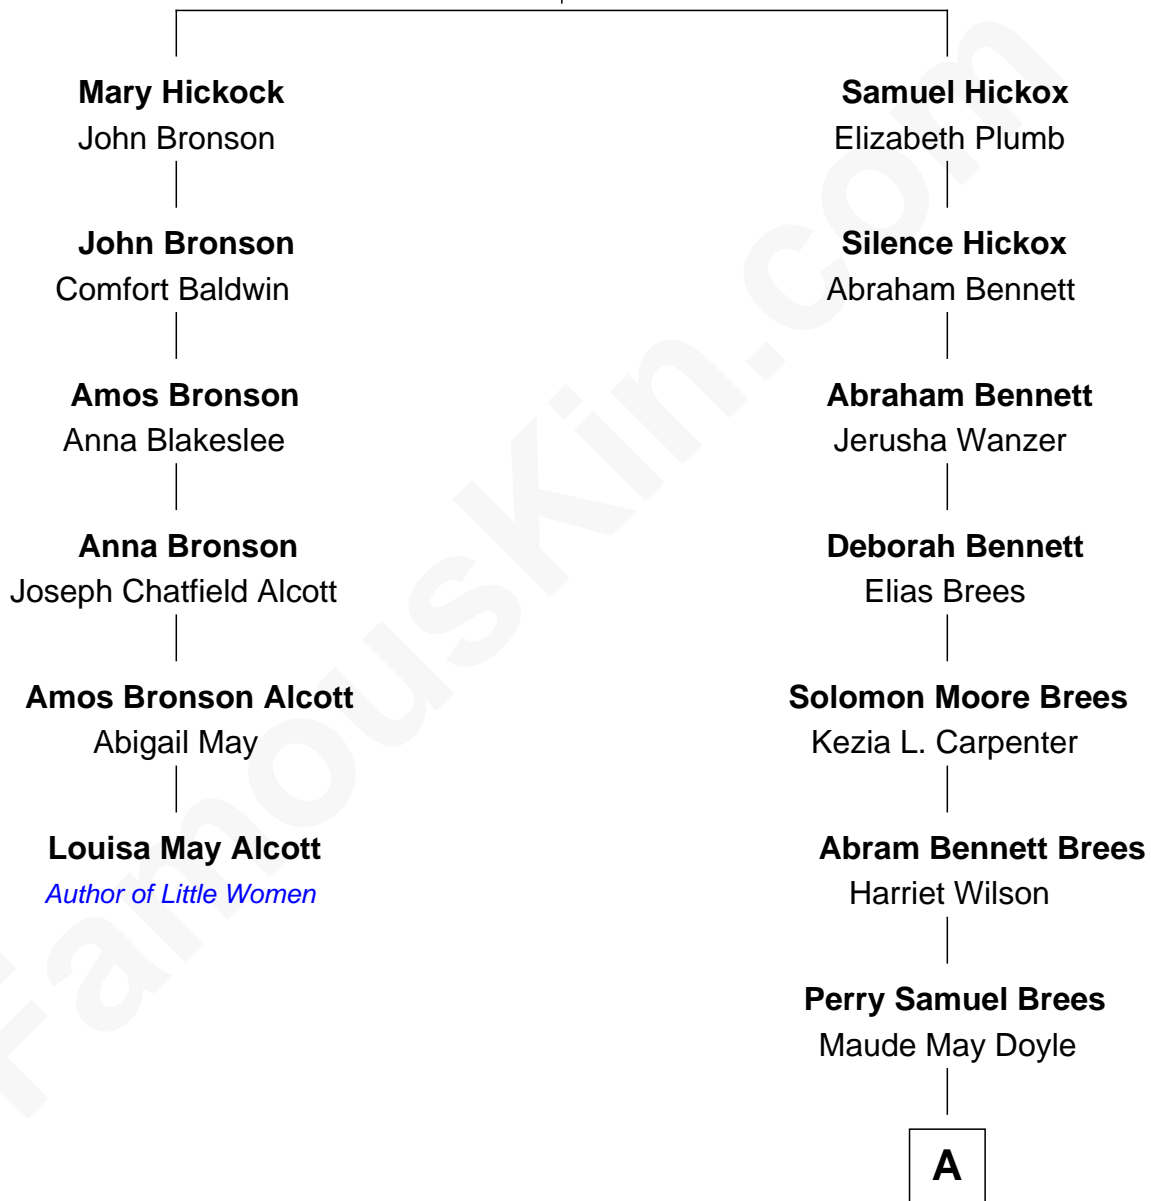 Mary Hickock
John Bronson
John Bronson
Comfort Baldwin
Amos Bronson
Anna Blakeslee
Anna Bronson
Joseph Chatfield Alcott
Amos Bronson Alcott
Abigail May
Louisa May Alcott
Author of Little Women
Samuel Hickox
Elizabeth Plumb
Silence Hickox
Abraham Bennett
Abraham Bennett
Jerusha Wanzer
Deborah Bennett
Elias Brees
Solomon Moore Brees
Kezia L. Carpenter
Abram Bennett Brees
Harriet Wilson
Perry Samuel Brees
Maude May Doyle
A
FamousKin.com